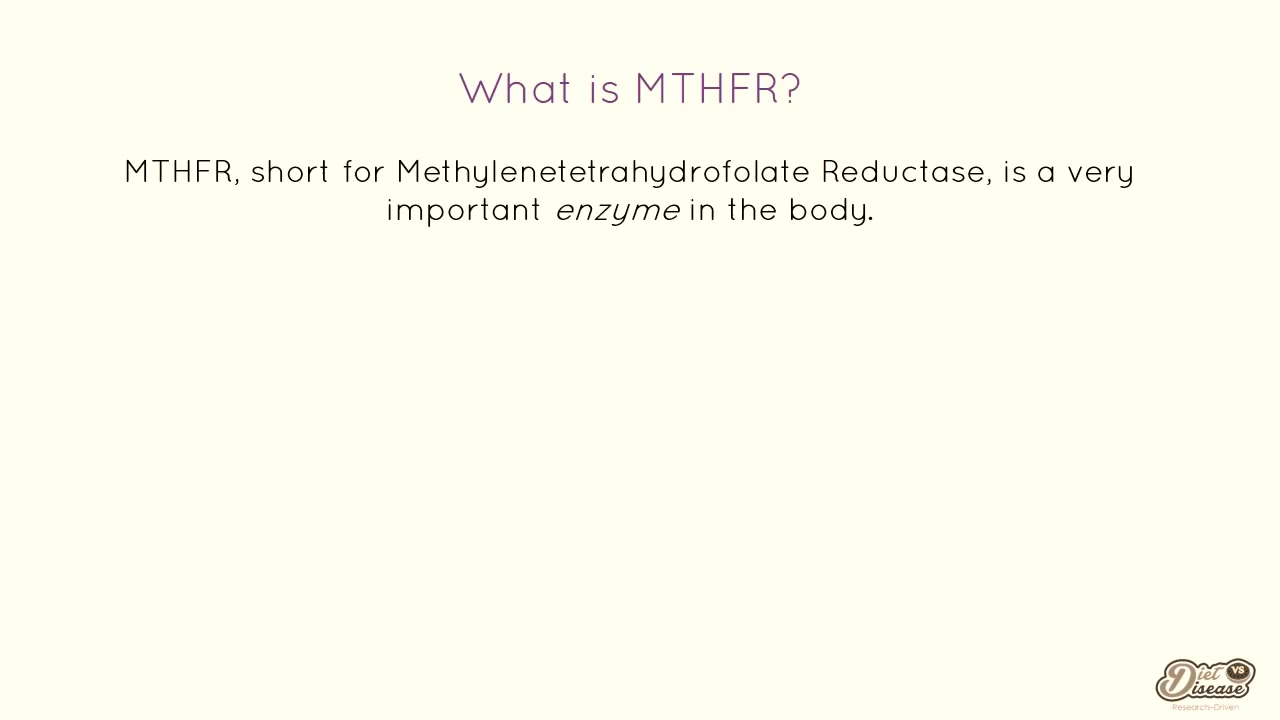 What is MTHFR?
MTHFR, short for Methylenetetrahydrofolate Reductase, is a very
important enzyme in the body.
Diet VS
Disease
Research-Driven